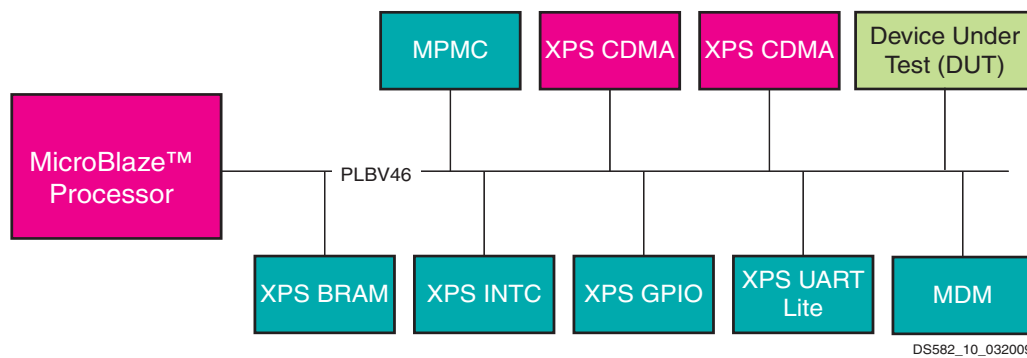 MPMC
XPS CDMA
XPS CDMA
Device Under
Test (DUT)
MicroBlaze™
Processor
PLBV46
XPS BRAM
XPS INTC
XPS GPIO
XPS UART
Lite
MDM
DS582_10_032009